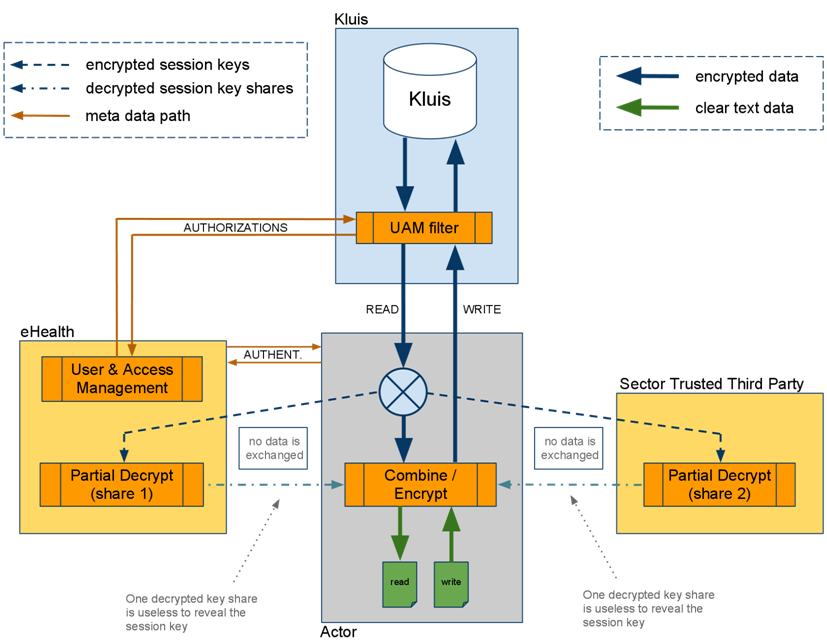 Kluis
encrypted session keys
decrypted session key shares
meta data path
encrypted data
clear text data
Kluis
UAM filter
AUTHORIZATIONS
READ
WRITE
eHealth
User & Access
Management
AUTHENT.
Sector Trusted Third Party
no data is
exchanged
no data is
exchanged
Partial Decrypt
(share 1)
Combine /
Encrypt
Partial Decrypt
(share 2)
read
write
One decrypted key share
is useless to reveal the
session key
One decrypted key share
is useless to reveal the
session key
Actor